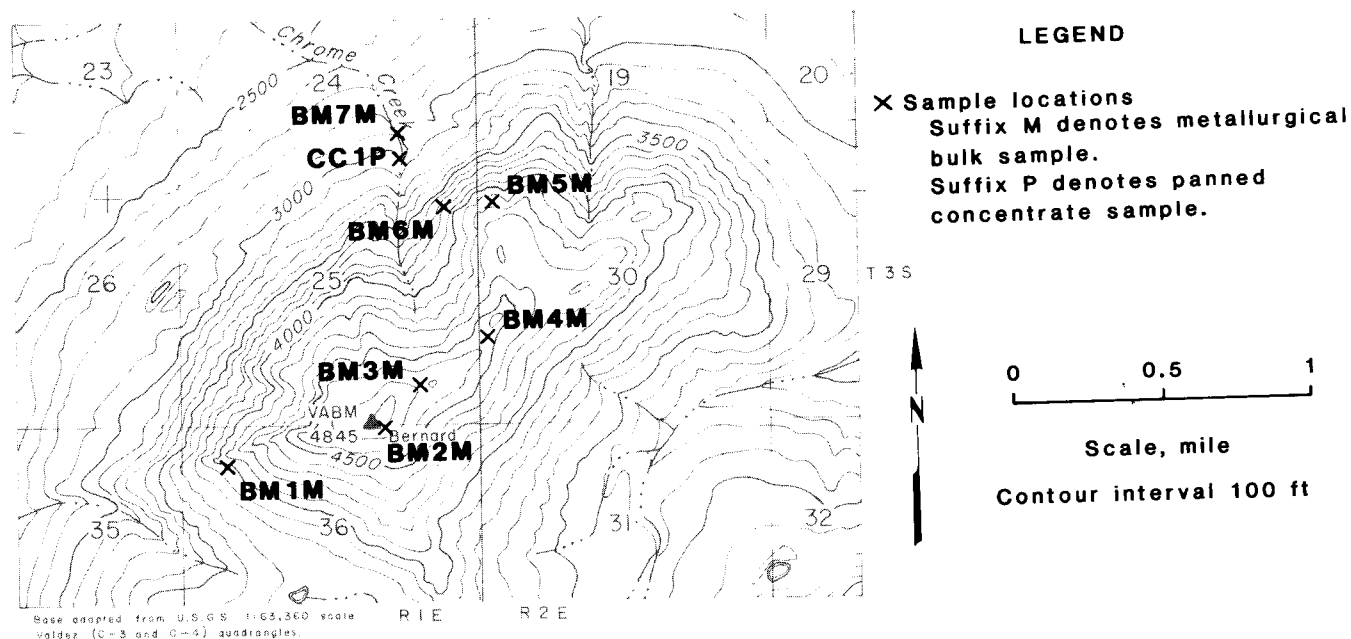 LEGEND
Sample locations
Suffix M denotes metallurgical
bulk sample.
Suffix P denotes panned
concentrate sample.
Chrome
Creek
23
24
19
20
2500
BM7M
CC1P
3500
3000
BM5M
BM6M
26
25
30
29
T3S
4000
BM4M
BM3M
VABM
4845
Bernard
BM2M
4500
BM1M
35
36
31
32
N
0 0.5 1
Scale, mile
Contour interval 100 ft
R1E R2E
Base adapted from U.S.G.S 1:63,360 scale
Valdez (C-3 and C-4) quadrangles.